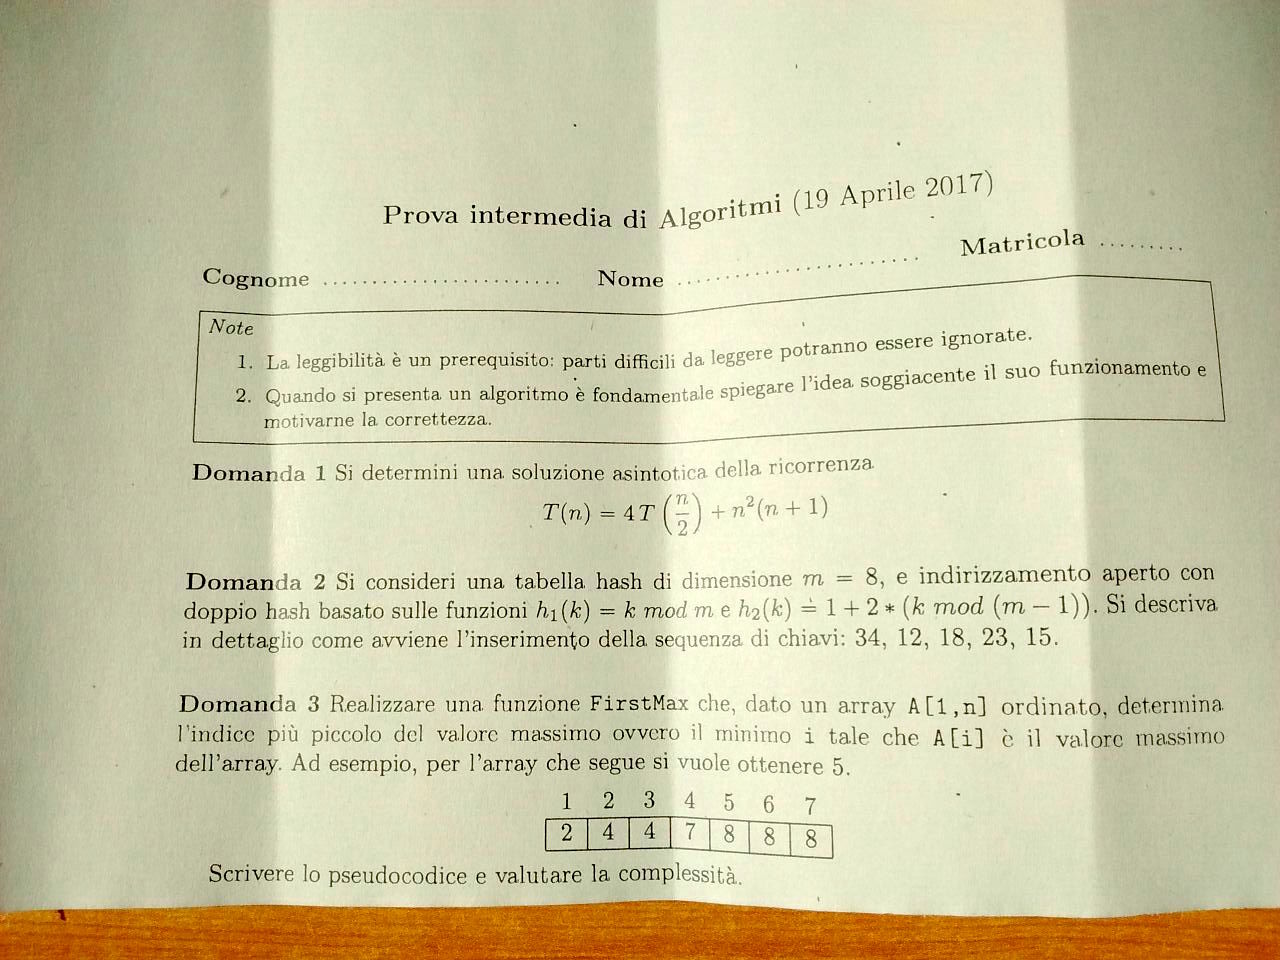 Prova intermedia di Algoritmi (19 Aprile 2017)
Cognome ........................ Nome ........................ Matricola .........
Note
1. La leggibilità è un prerequisito: parti difficili da leggere potranno essere ignorate.
2. Quando si presenta un algoritmo è fondamentale spiegare l'idea soggiacente il suo funzionamento e
motivarne la correttezza.
Domanda 1 Si determini una soluzione asintotica della ricorrenza
T(n) = 4T(n/2) + n²(n + 1)
Domanda 2 Si consideri una tabella hash di dimensione m = 8, e indirizzamento aperto con
doppio hash basato sulle funzioni h₁(k) = k mod m e h₂(k) = 1 + 2 * (k mod (m − 1)). Si descriva
in dettaglio come avviene l'inserimento della sequenza di chiavi: 34, 12, 18, 23, 15.
Domanda 3 Realizzare una funzione FirstMax che, dato un array A[1,n] ordinato, determina
l'indice più piccolo del valore massimo ovvero il minimo i tale che A[i] è il valore massimo
dell'array. Ad esempio, per l'array che segue si vuole ottenere 5.
1 2 3 4 5 6 7
2 4 4 7 8 8 8
Scrivere lo pseudocodice e valutare la complessità.